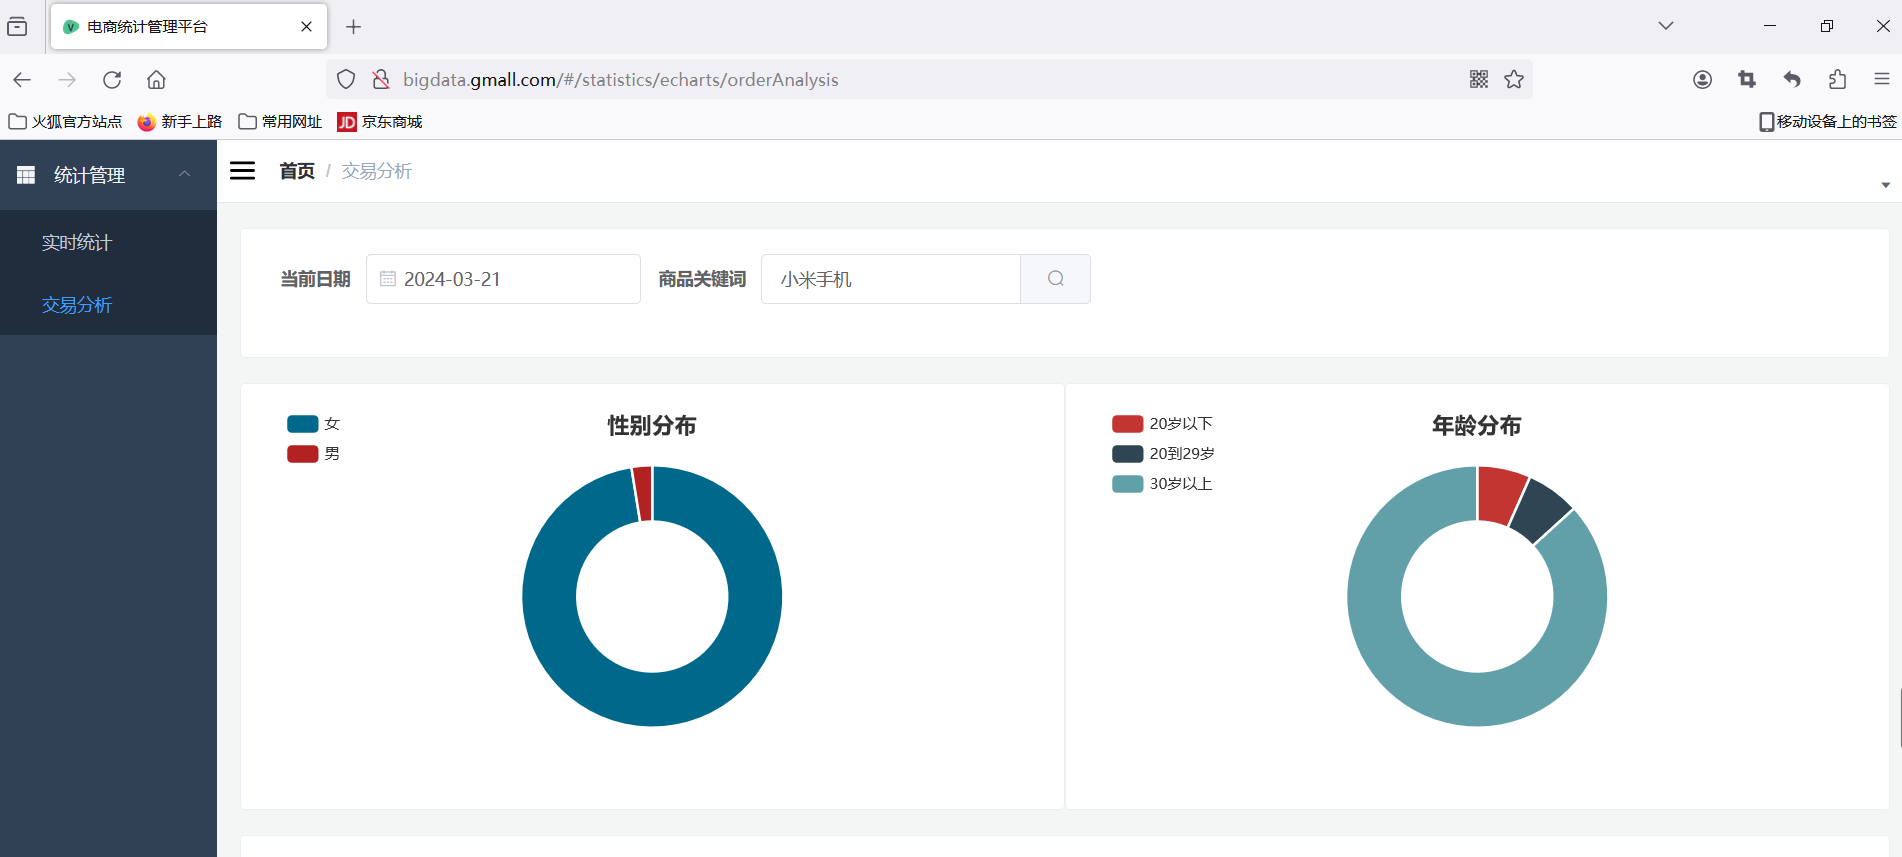 电商统计管理平台
bigdata.gmall.com/#/statistics/echarts/orderAnalysis
火狐官方站点 新手上路 常用网址 JD 京东商城 移动设备上的书签
统计管理
首页 / 交易分析
实时统计
交易分析
当前日期 2024-03-21 商品关键词 小米手机
性别分布
女
男
年龄分布
20岁以下
20到29岁
30岁以上